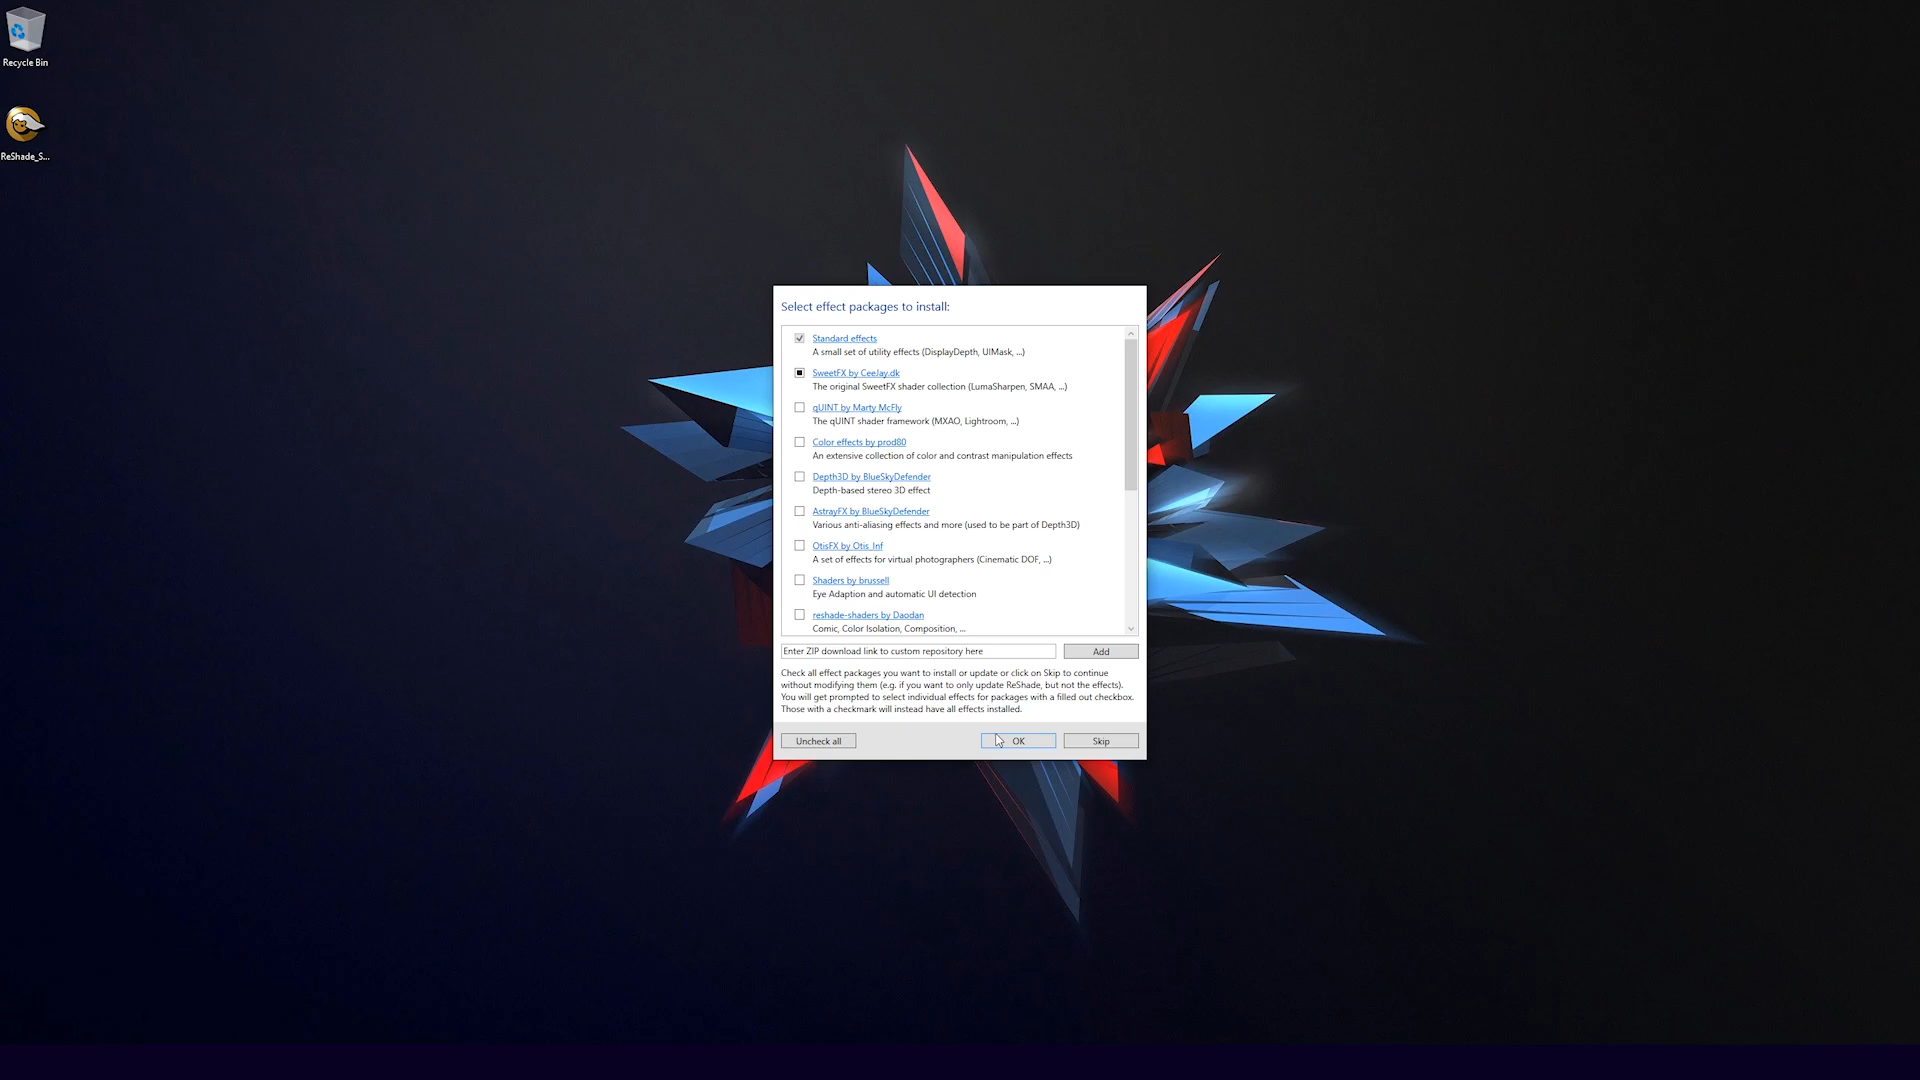 Recycle Bin
ReShade_S...
Select effect packages to install:
Standard effects
A small set of utility effects (DisplayDepth, UIMask, ...)
SweetFX by CeeJay.dk
The original SweetFX shader collection (LumaSharpen, SMAA, ...)
qUINT by Marty McFly
The qUINT shader framework (MXAO, Lightroom, ...)
Color effects by prod80
An extensive collection of color and contrast manipulation effects
Depth3D by BlueSkyDefender
Depth-based stereo 3D effect
AstrayFX by BlueSkyDefender
Various anti-aliasing effects and more (used to be part of Depth3D)
OtisFX by Otis_Inf
A set of effects for virtual photographers (Cinematic DOF, ...)
Shaders by brussell
Eye Adaption and automatic UI detection
reshade-shaders by Daodan
Comic, Color Isolation, Composition, ...
Enter ZIP download link to custom repository here
Add
Check all effect packages you want to install or update or click on Skip to continue
without modifying them (e.g. if you want to only update ReShade, but not the effects).
You will get prompted to select individual effects for packages with a filled out checkbox.
Those with a checkmark will instead have all effects installed.
Uncheck all
OK
Skip